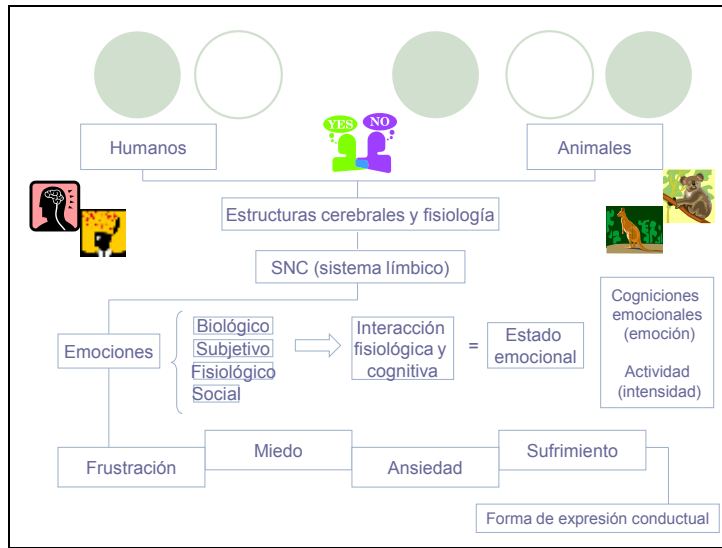 YES
NO
Humanos
Animales
Estructuras cerebrales y fisiología
SNC (sistema límbico)
Emociones
Biológico
Subjetivo
Fisiológico
Social
Interacción
fisiológica y
cognitiva
=
Estado
emocional
Cogniciones
emocionales
(emoción)
Actividad
(intensidad)
Frustración
Miedo
Ansiedad
Sufrimiento
Forma de expresión conductual